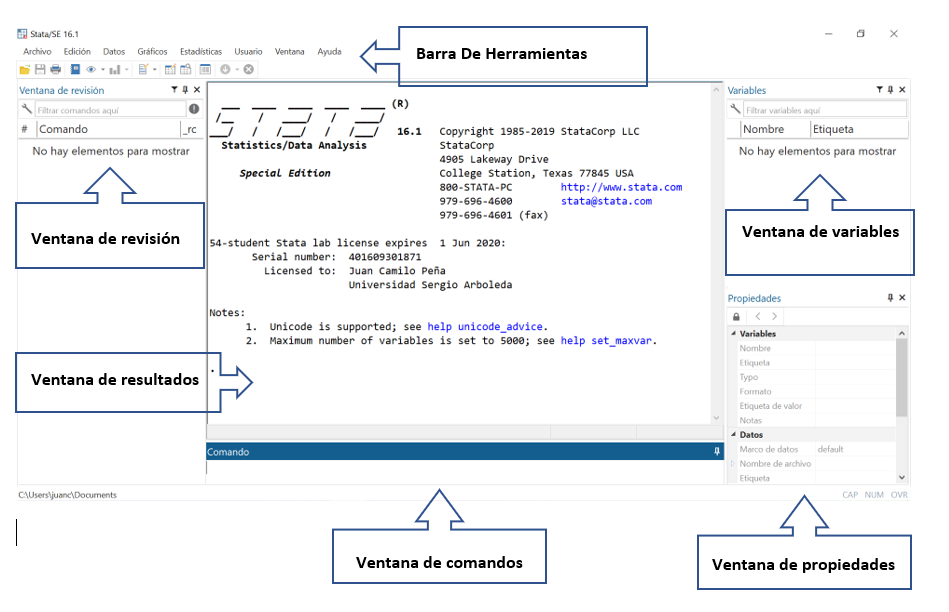 Stata/SE 16.1
Archivo Edición Datos Gráficos Estadísticas Usuario Ventana Ayuda
Barra De Herramientas
Ventana de revisión
Filtrar comandos aquí
# Comando _rc
No hay elementos para mostrar
Ventana de revisión
Ventana de resultados
STATA (R)
16.1 Copyright 1985-2019 StataCorp LLC
Statistics/Data Analysis StataCorp
4905 Lakeway Drive
Special Edition College Station, Texas 77845 USA
800-STATA-PC http://www.stata.com
979-696-4600 stata@stata.com
979-696-4601 (fax)
54-student Stata lab license expires 1 Jun 2020:
Serial number: 401609301871
Licensed to: Juan Camilo Peña
Universidad Sergio Arboleda
Notes:
1. Unicode is supported; see help unicode_advice.
2. Maximum number of variables is set to 5000; see help set_maxvar.
.
Comando
Variables
Filtrar variables aquí
Nombre Etiqueta
No hay elementos para mostrar
Ventana de variables
Propiedades
Variables
Nombre
Etiqueta
Typo
Formato
Etiqueta de valor
Notas
Datos
Marco de datos default
Nombre de archivo
Etiqueta
C:\Users\juanc\Documents
CAP NUM OVR
Ventana de comandos
Ventana de propiedades